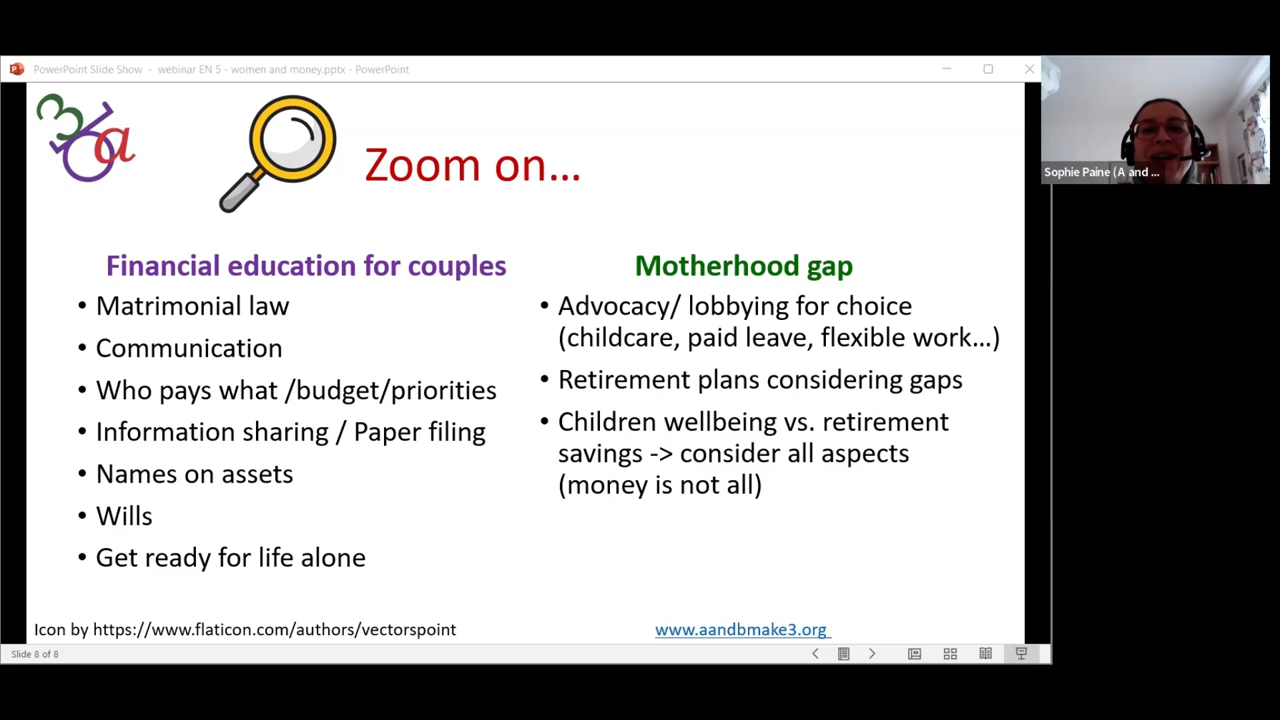 PowerPoint Slide Show - webinar EN 5 - women and money.pptx - PowerPoint
36 a
Zoom on...
Sophie Paine (A and ...
Financial education for couples
• Matrimonial law
• Communication
• Who pays what /budget/priorities
• Information sharing / Paper filing
• Names on assets
• Wills
• Get ready for life alone
Motherhood gap
• Advocacy/ lobbying for choice
(childcare, paid leave, flexible work...)
• Retirement plans considering gaps
• Children wellbeing vs. retirement
savings -> consider all aspects
(money is not all)
Icon by https://www.flaticon.com/authors/vectorspoint
www.aandbmake3.org
Slide 8 of 8